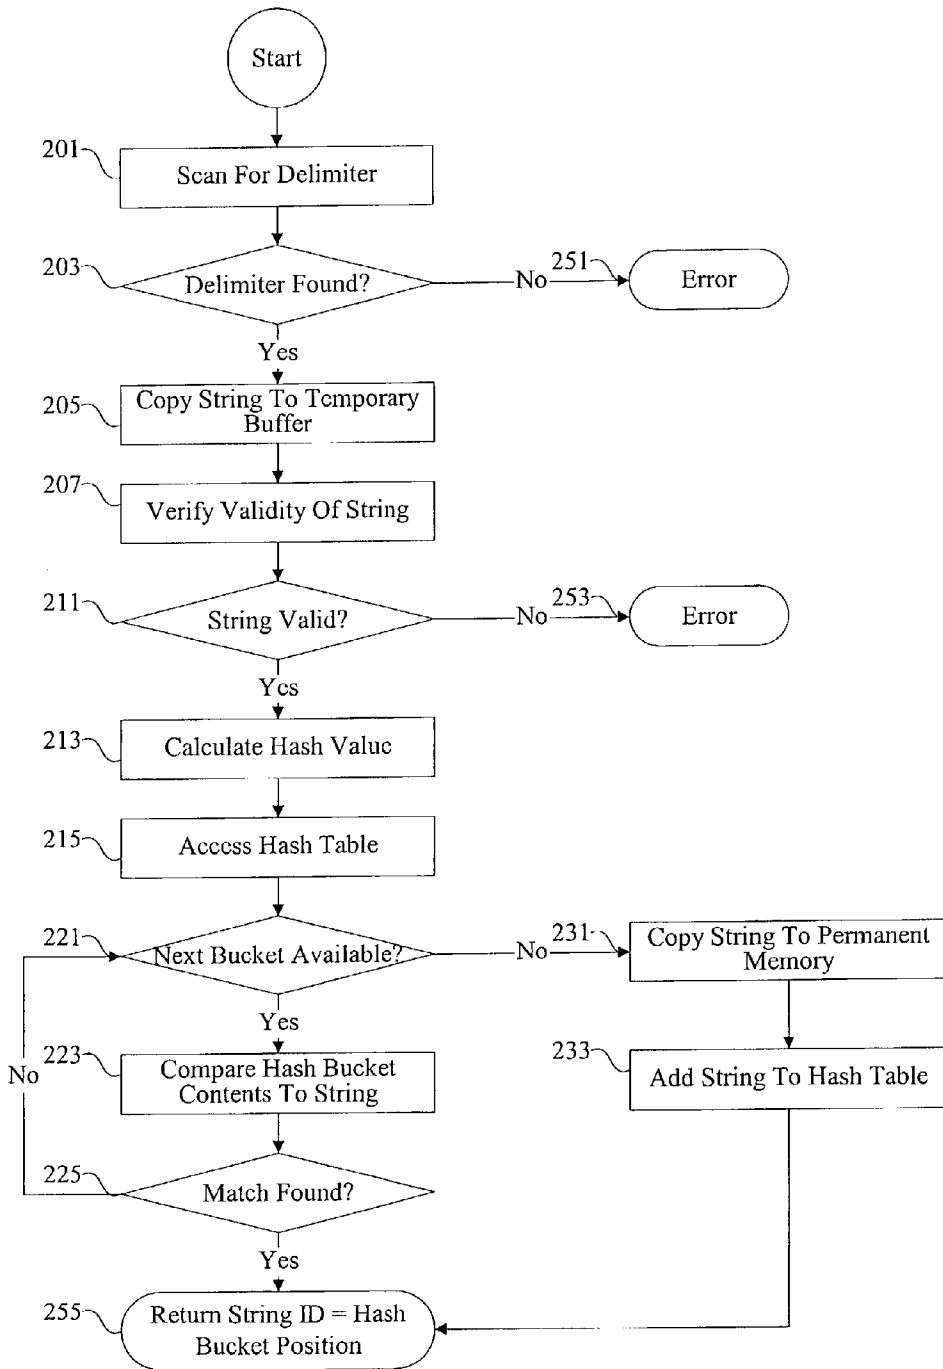 Start
201
Scan For Delimiter
203
Delimiter Found?
No
251
Error
Yes
205
Copy String To Temporary
Buffer
207
Verify Validity Of String
211
String Valid?
No
253
Error
Yes
213
Calculate Hash Value
215
Access Hash Table
221
Next Bucket Available?
No
231
Copy String To Permanent
Memory
Yes
223
Compare Hash Bucket
Contents To String
233
Add String To Hash Table
No
225
Match Found?
Yes
255
Return String ID = Hash
Bucket Position